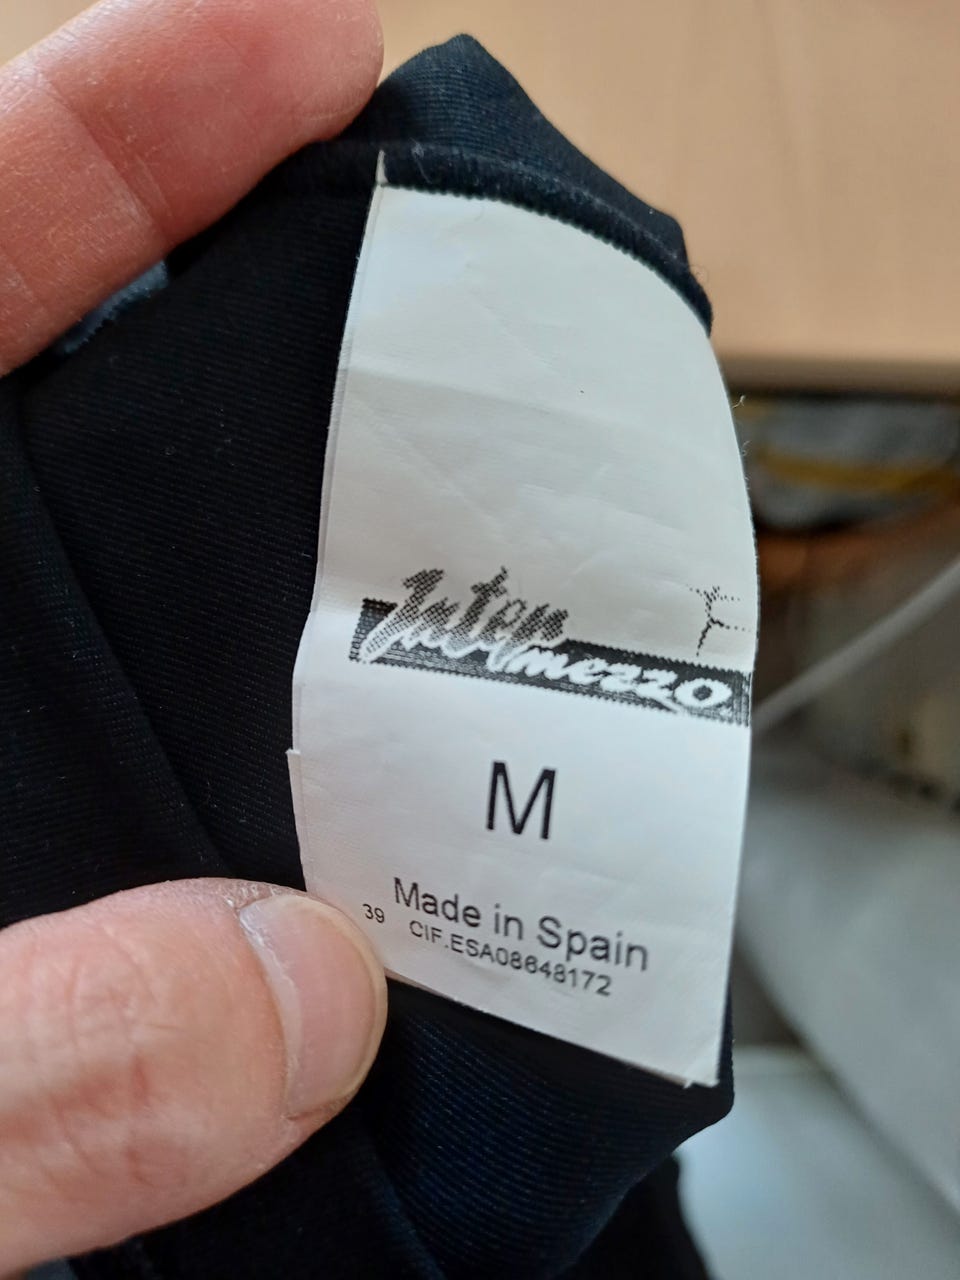 Intermezzo
M
Made in Spain
39 CIF.ESA08648172